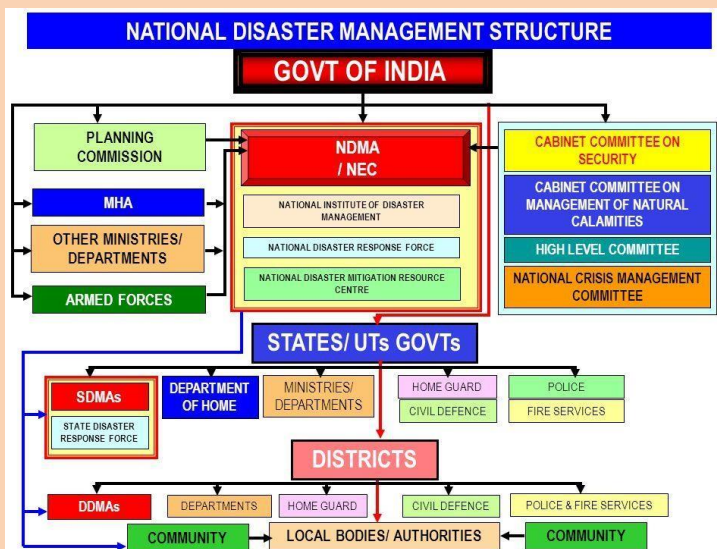 NATIONAL DISASTER MANAGEMENT STRUCTURE
GOVT OF INDIA
PLANNING
COMMISSION
MHA
OTHER MINISTRIES/
DEPARTMENTS
ARMED FORCES
NDMA
/ NEC
NATIONAL INSTITUTE OF DISASTER
MANAGEMENT
NATIONAL DISASTER RESPONSE FORCE
NATIONAL DISASTER MITIGATION RESOURCE
CENTRE
CABINET COMMITTEE ON
SECURITY
CABINET COMMITTEE ON
MANAGEMENT OF NATURAL
CALAMITIES
HIGH LEVEL COMMITTEE
NATIONAL CRISIS MANAGEMENT
COMMITTEE
STATES/ UTs GOVTs
SDMAs
STATE DISASTER
RESPONSE FORCE
DEPARTMENT
OF HOME
MINISTRIES/
DEPARTMENTS
HOME GUARD
CIVIL DEFENCE
POLICE
FIRE SERVICES
DISTRICTS
DDMAs
DEPARTMENTS
HOME GUARD
CIVIL DEFENCE
POLICE & FIRE SERVICES
COMMUNITY
LOCAL BODIES/ AUTHORITIES
COMMUNITY